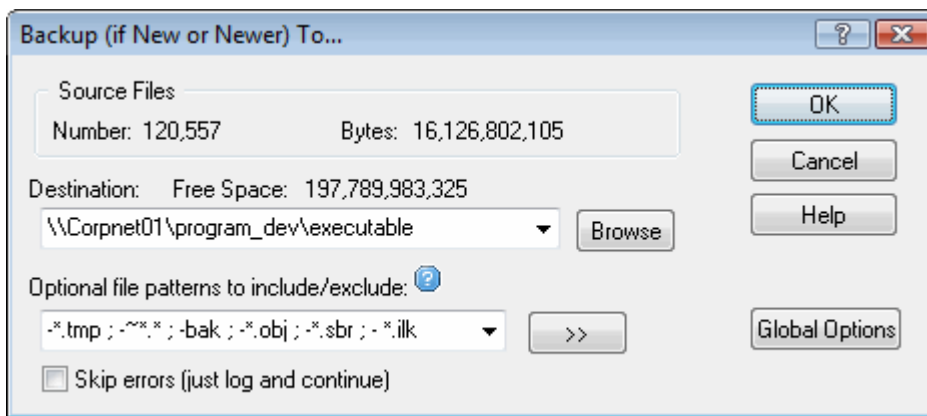 Backup (if New or Newer) To...
Source Files
Number: 120,557 Bytes: 16,126,802,105
OK
Cancel
Destination: Free Space: 197,789,983,325
Help
\\Corpnet01\program_dev\executable
Browse
Optional file patterns to include/exclude: ?
-*.tmp ; -~*.* ; -bak ; -*.obj ; -*.sbr ; - *.ilk
>>
Global Options
Skip errors (just log and continue)